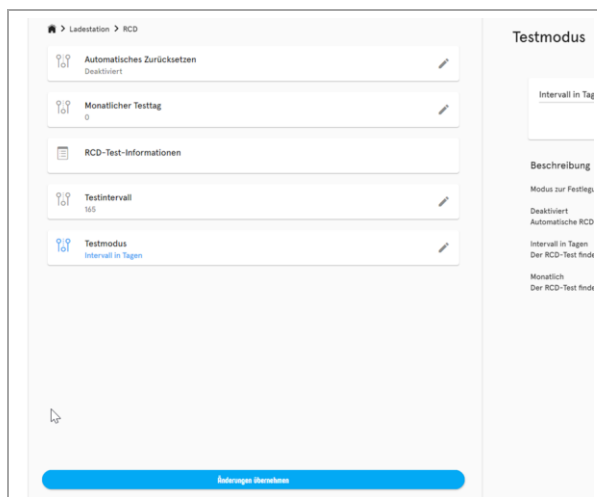 Ladestation > RCD
Automatisches Zurücksetzen
Deaktiviert
Monatlicher Testtag
0
RCD-Test-Informationen
Testintervall
165
Testmodus
Intervall in Tagen
Änderungen übernehmen
Testmodus
Intervall in Tag
Beschreibung
Modus zur Festlegu
Deaktiviert
Automatische RCD
Intervall in Tagen
Der RCD-Test finde
Monatlich
Der RCD-Test finde